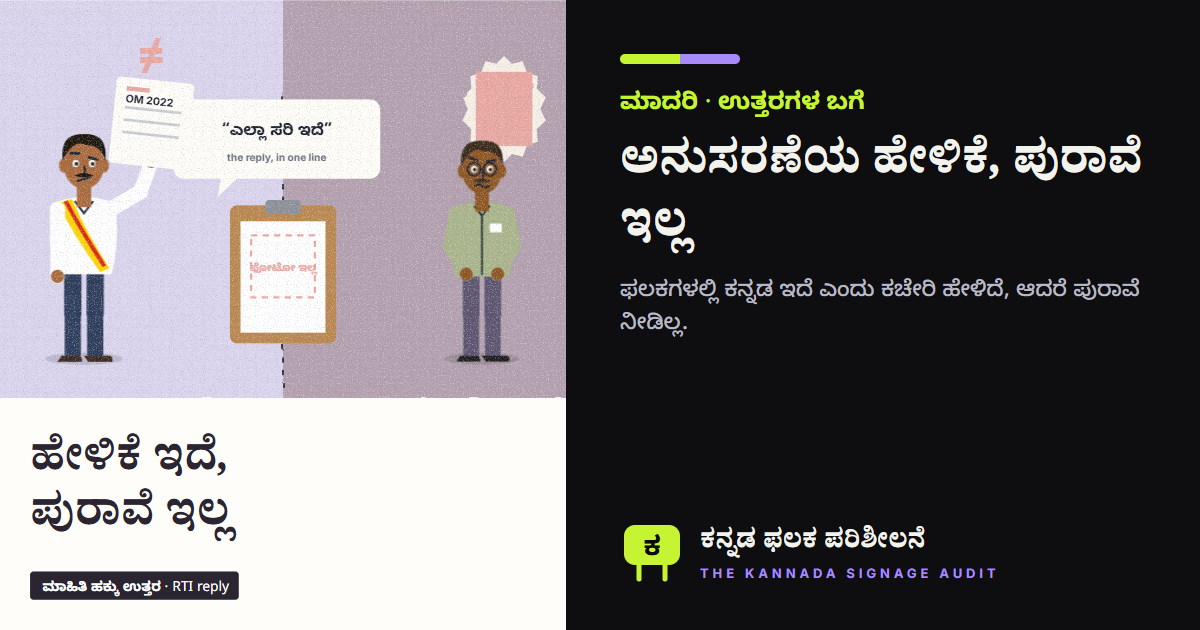 ≠
OM 2022
“ಎಲ್ಲಾ ಸರಿ ಇದೆ”
the reply, in one line
ಫೋಟೋ ಇಲ್ಲ
ಹೇಳಿಕೆ ಇದೆ,
ಪುರಾವೆ ಇಲ್ಲ
ಮಾಹಿತಿ ಹಕ್ಕು ಉತ್ತರ · RTI reply
ಮಾದರಿ · ಉತ್ತರಗಳ ಬಗೆ
ಅನುಸರಣೆಯ ಹೇಳಿಕೆ, ಪುರಾವೆ
ಇಲ್ಲ
ಫಲಕಗಳಲ್ಲಿ ಕನ್ನಡ ಇದೆ ಎಂದು ಕಚೇರಿ ಹೇಳಿದೆ, ಆದರೆ ಪುರಾವೆ
ನೀಡಿಲ್ಲ.
ಕ
ಕನ್ನಡ ಫಲಕ ಪರಿಶೀಲನೆ
THE KANNADA SIGNAGE AUDIT